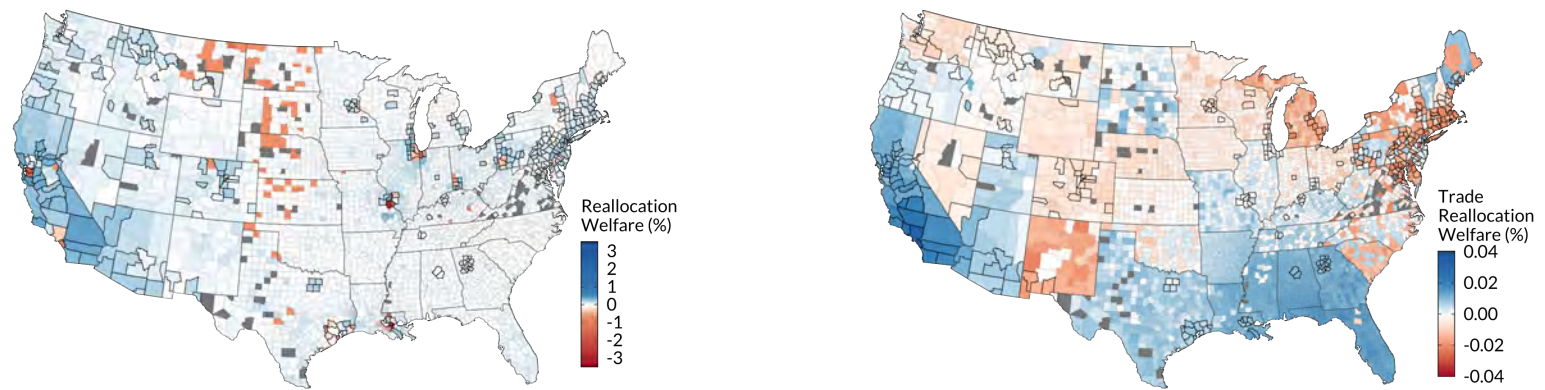 Reallocation
Welfare (%)
3
2
1
0
-1
-2
-3
Trade
Reallocation
Welfare (%)
0.04
0.02
0.00
-0.02
-0.04